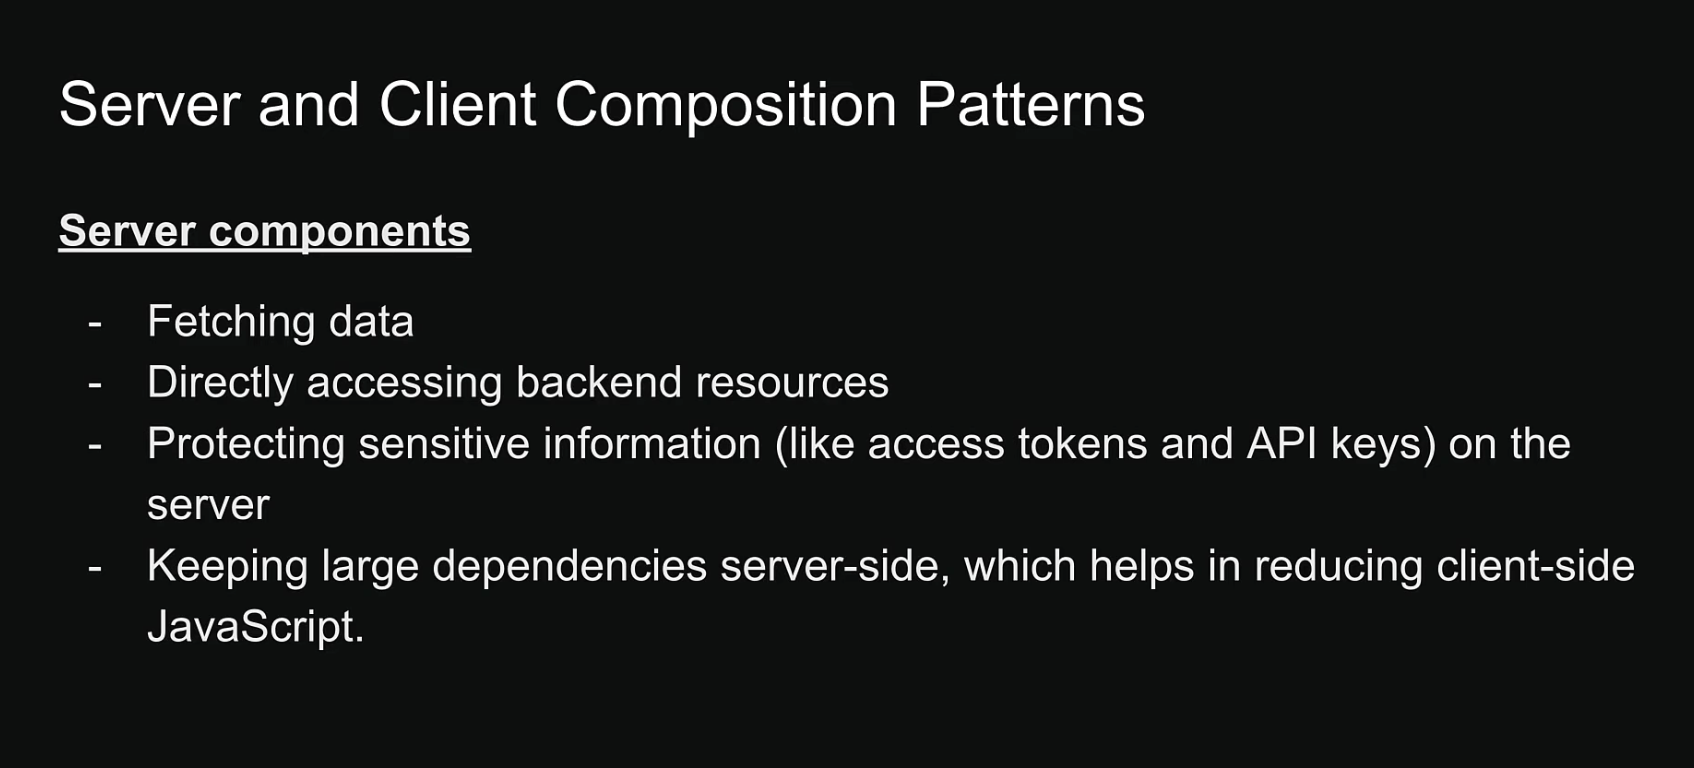 Server and Client Composition Patterns
Server components
- Fetching data
- Directly accessing backend resources
- Protecting sensitive information (like access tokens and API keys) on the
server
- Keeping large dependencies server-side, which helps in reducing client-side
JavaScript.